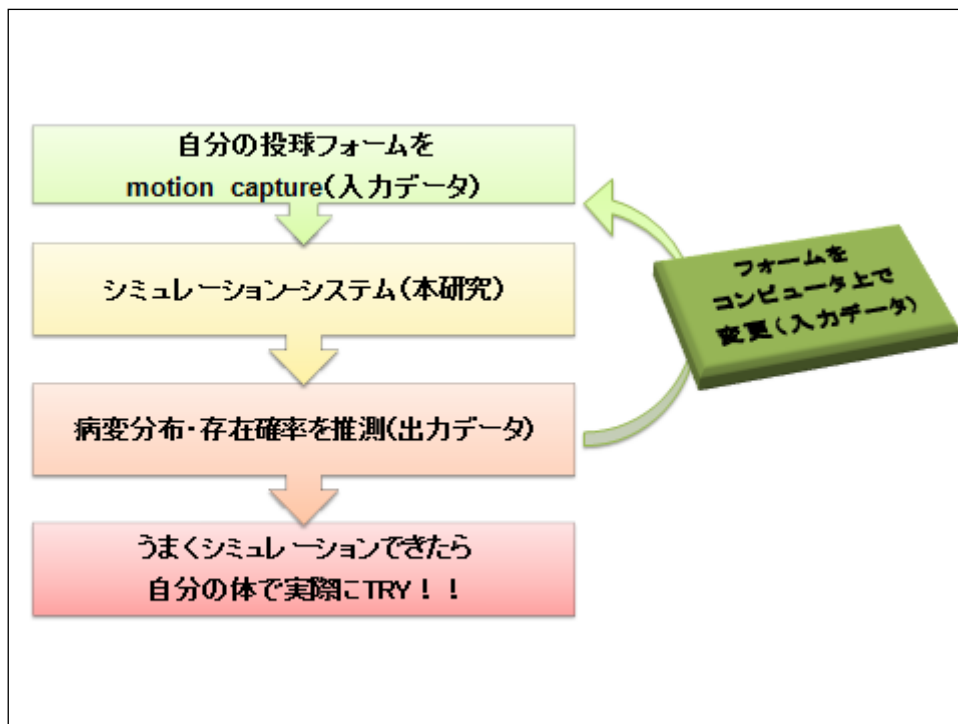 自分の投球フォームを
motion capture(入力データ)
シミュレーション・システム(本研究)
病変分布・存在確率を推測(出力データ)
うまくシミュレーションできたら
自分の体で実際にTRY!!
フォームを
コンピュータ上で
変更(入力データ)